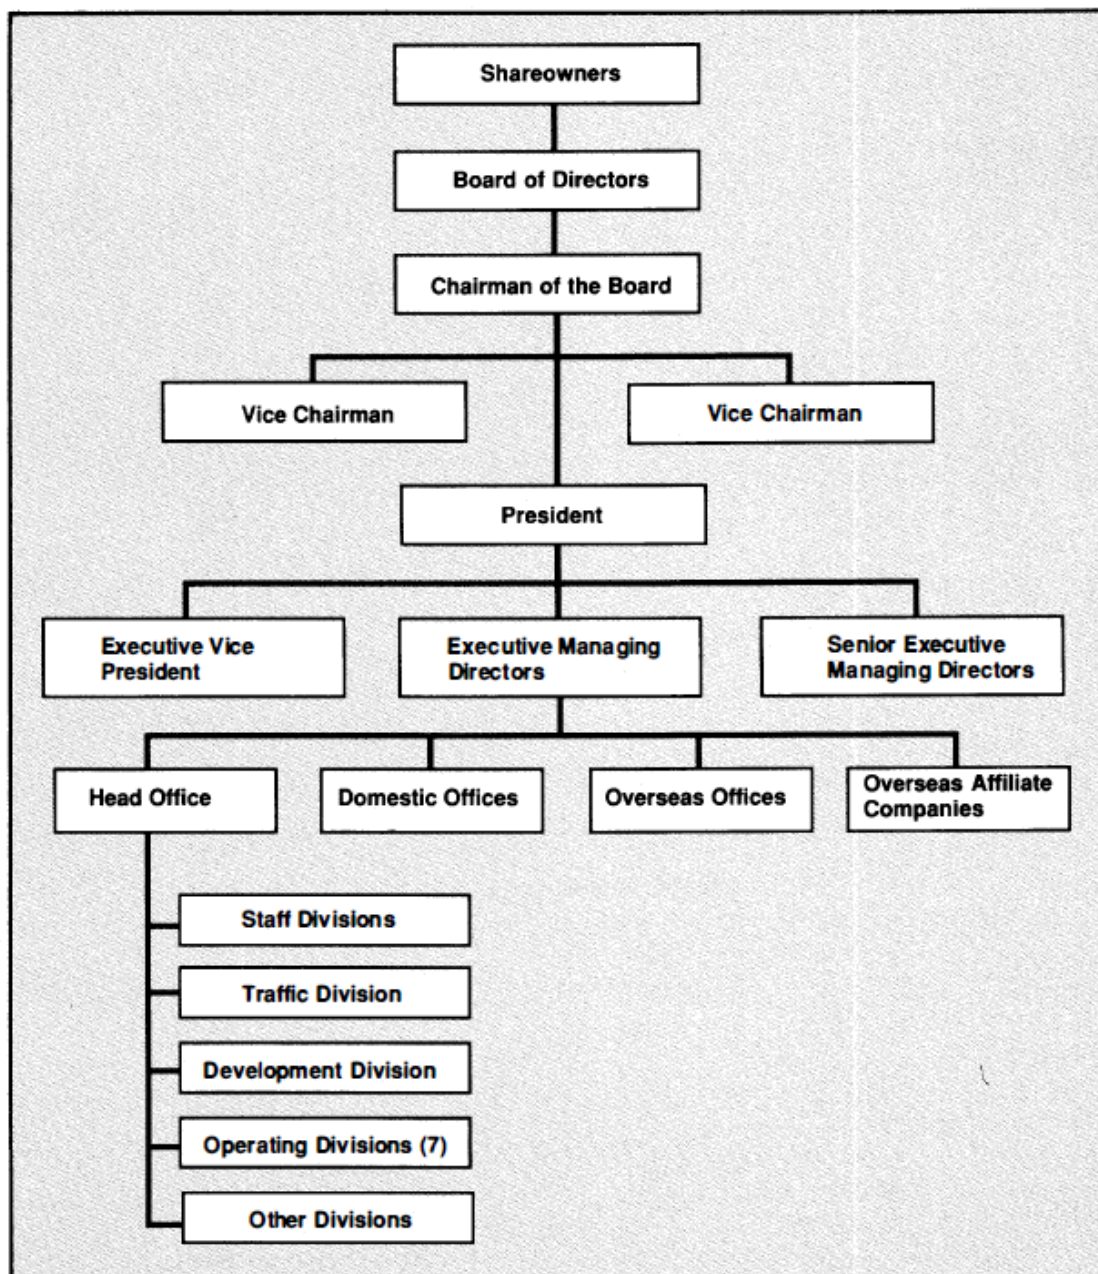 Shareowners
Board of Directors
Chairman of the Board
Vice Chairman
Vice Chairman
President
Executive Vice
President
Executive Managing
Directors
Senior Executive
Managing Directors
Head Office
Domestic Offices
Overseas Offices
Overseas Affiliate
Companies
Staff Divisions
Traffic Division
Development Division
Operating Divisions (7)
Other Divisions